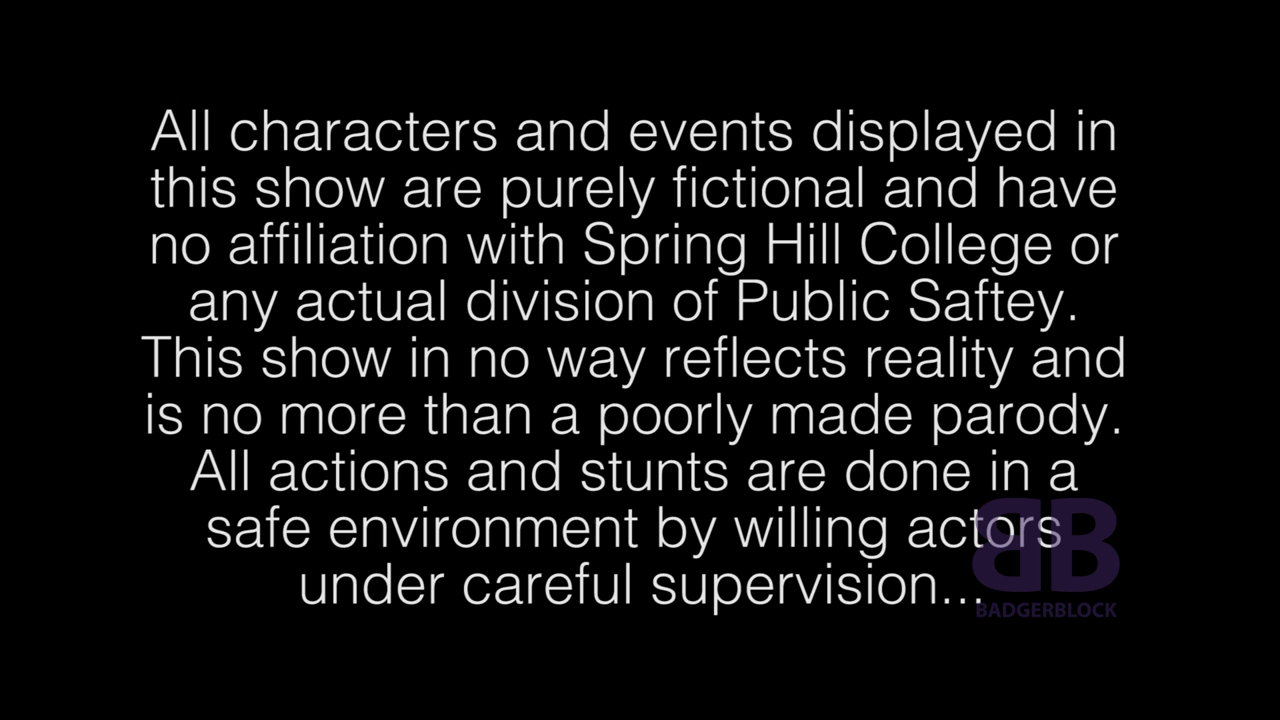 All characters and events displayed in
this show are purely fictional and have
no affiliation with Spring Hill College or
any actual division of Public Saftey.
This show in no way reflects reality and
is no more than a poorly made parody.
All actions and stunts are done in a
safe environment by willing actors
under careful supervision...
BB
BADGERBLOCK